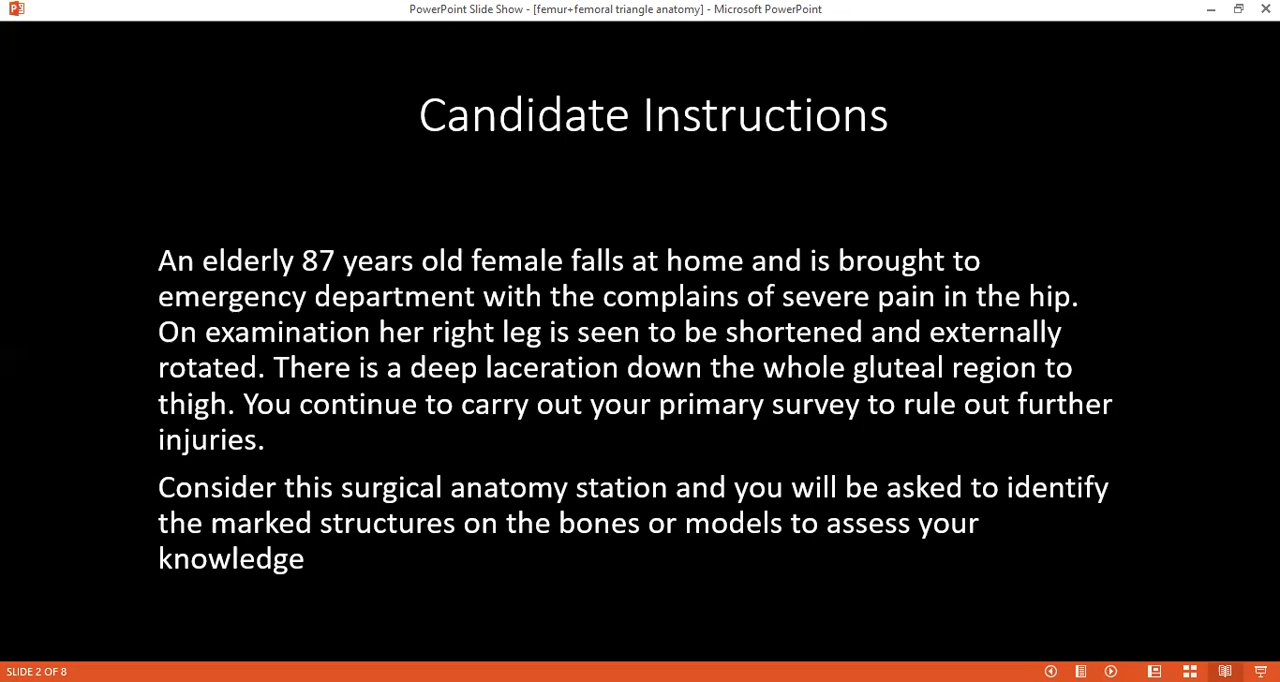 PowerPoint Slide Show - [femur+femoral triangle anatomy] - Microsoft PowerPoint
Candidate Instructions
An elderly 87 years old female falls at home and is brought to
emergency department with the complains of severe pain in the hip.
On examination her right leg is seen to be shortened and externally
rotated. There is a deep laceration down the whole gluteal region to
thigh. You continue to carry out your primary survey to rule out further
injuries.
Consider this surgical anatomy station and you will be asked to identify
the marked structures on the bones or models to assess your
knowledge
SLIDE 2 OF 8